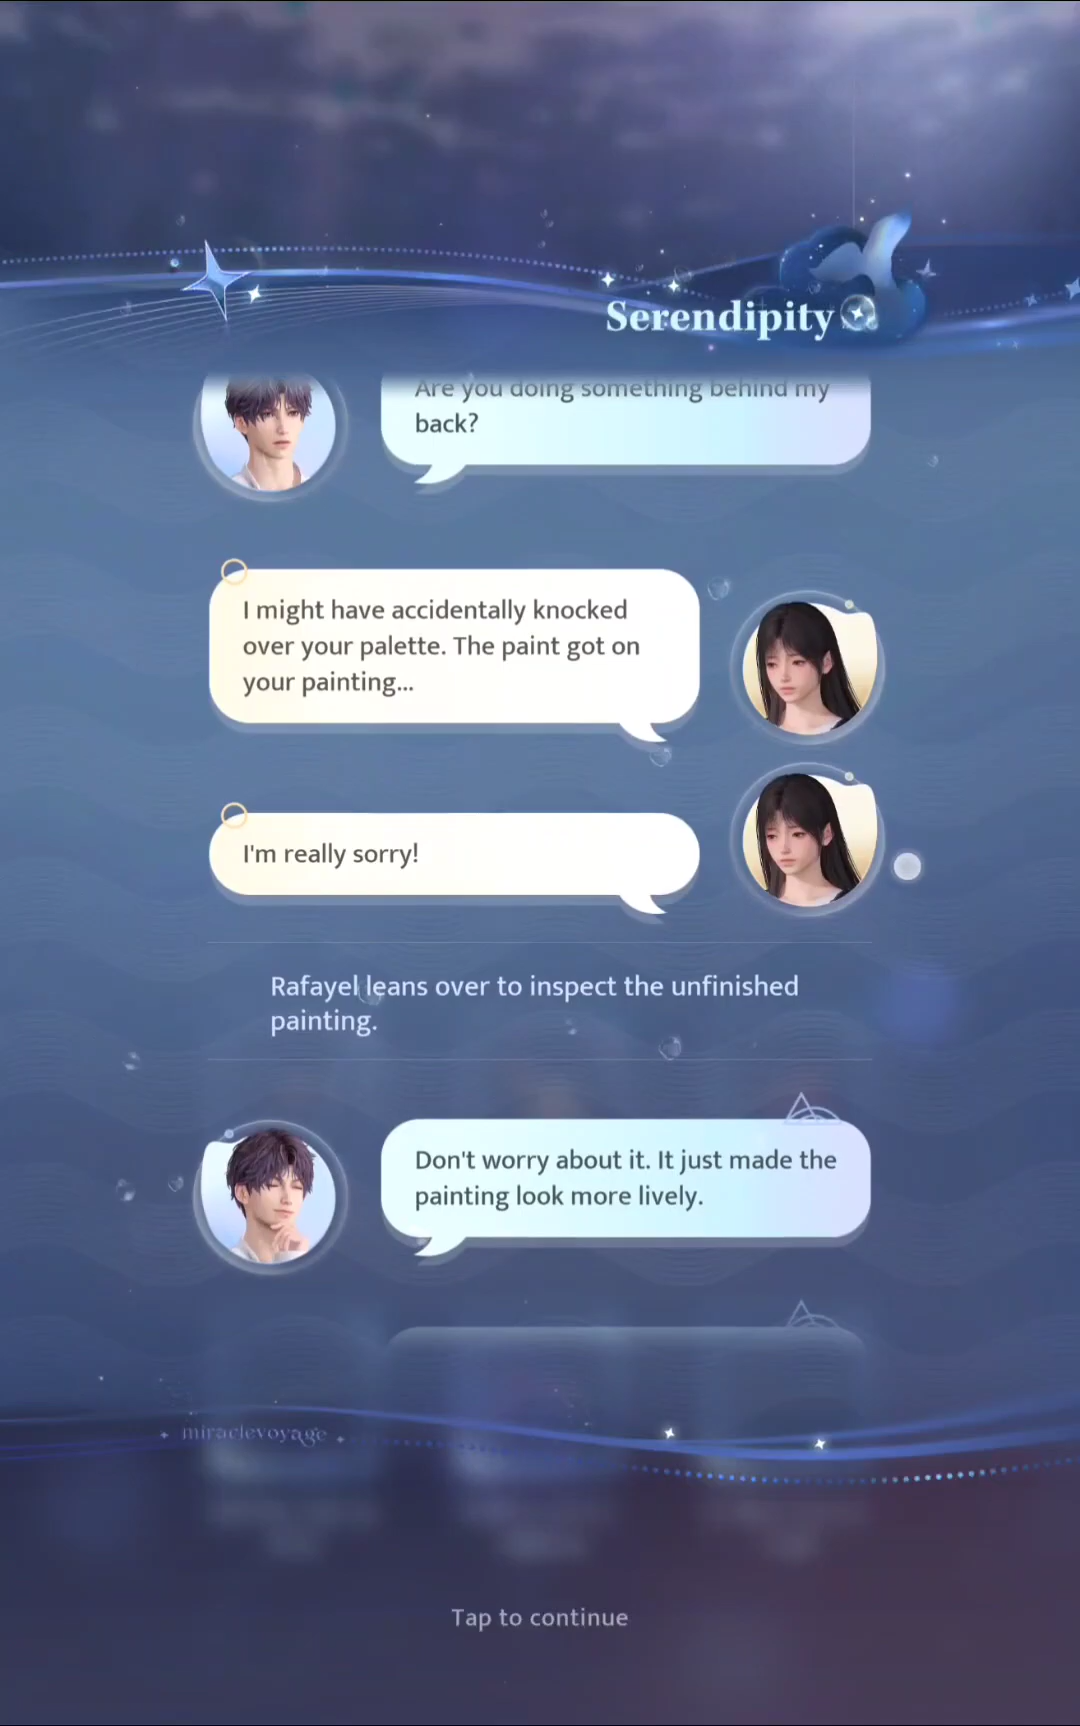 Serendipity
Are you doing something behind my
back?
I might have accidentally knocked
over your palette. The paint got on
your painting...
I'm really sorry!
Rafayel leans over to inspect the unfinished
painting.
Don't worry about it. It just made the
painting look more lively.
miraclevoyage
Tap to continue